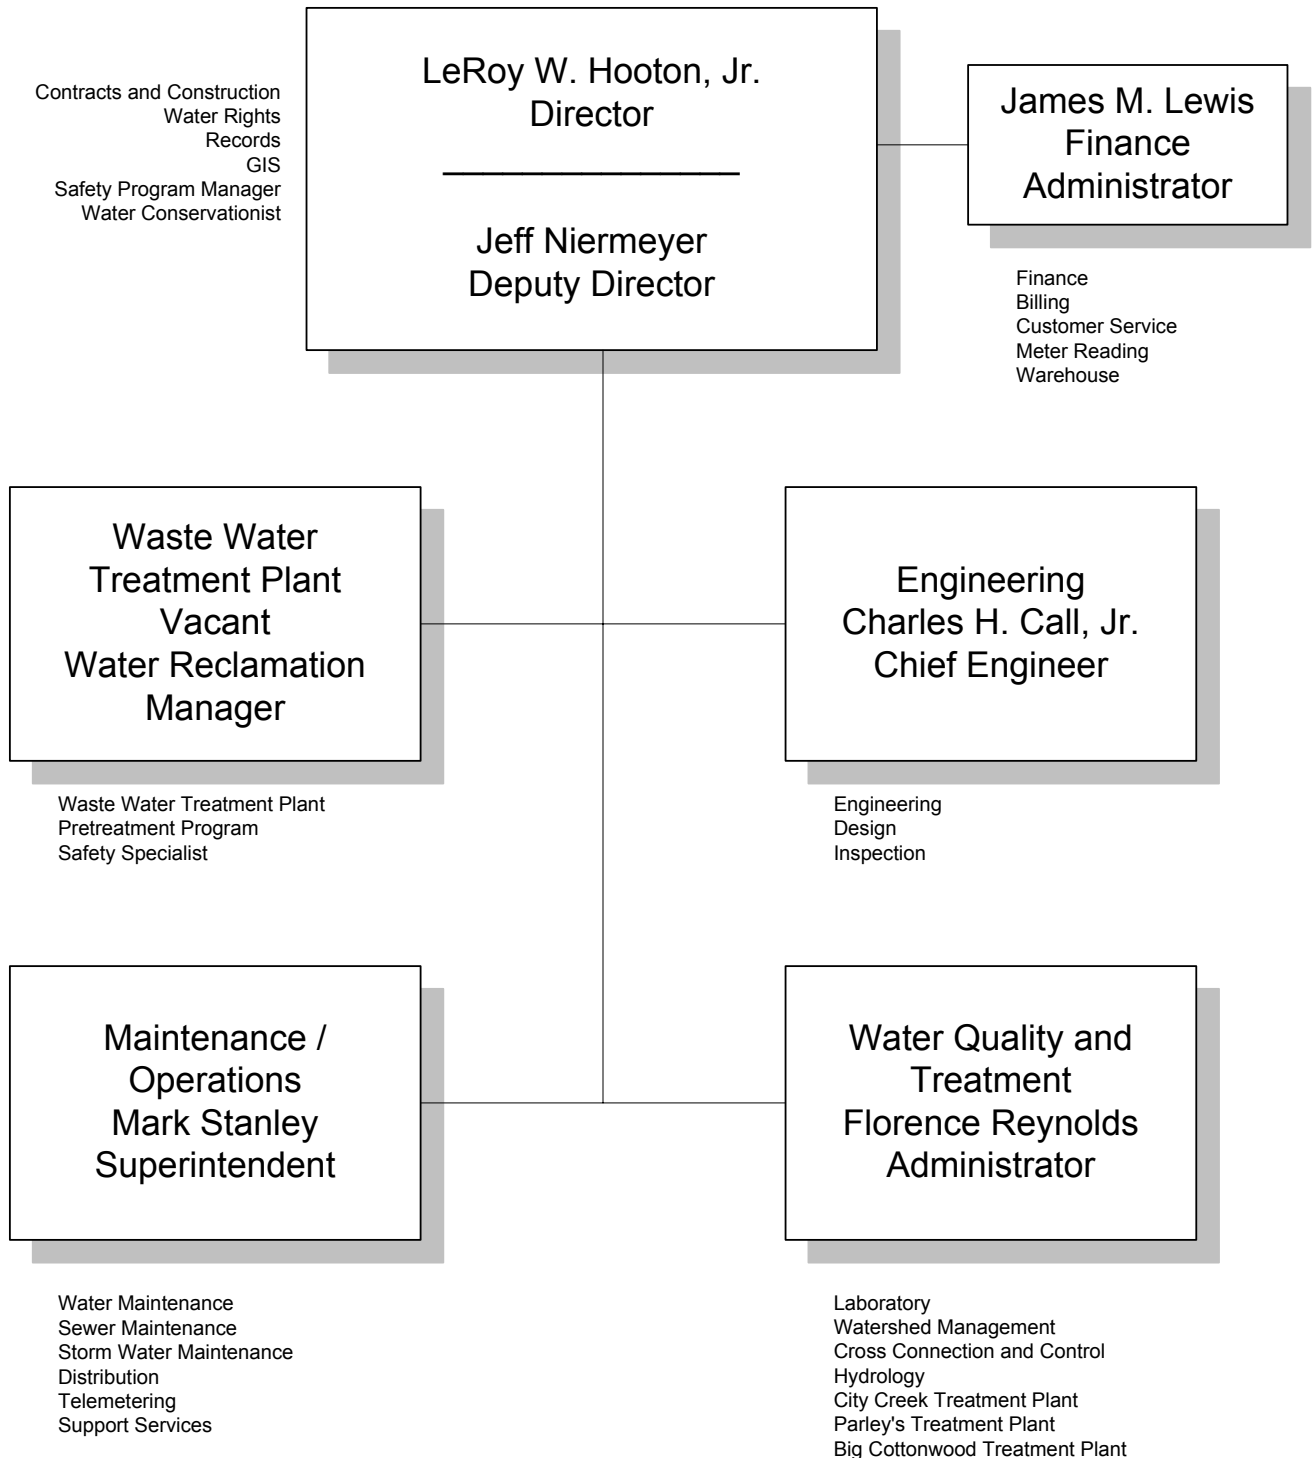 Contracts and Construction
Water Rights
Records
GIS
Safety Program Manager
Water Conservationist
LeRoy W. Hooton, Jr.
Director
Jeff Niermeyer
Deputy Director
James M. Lewis
Finance
Administrator
Finance
Billing
Customer Service
Meter Reading
Warehouse
Waste Water
Treatment Plant
Vacant
Water Reclamation
Manager
Waste Water Treatment Plant
Pretreatment Program
Safety Specialist
Engineering
Charles H. Call, Jr.
Chief Engineer
Engineering
Design
Inspection
Maintenance /
Operations
Mark Stanley
Superintendent
Water Maintenance
Sewer Maintenance
Storm Water Maintenance
Distribution
Telemetering
Support Services
Water Quality and
Treatment
Florence Reynolds
Administrator
Laboratory
Watershed Management
Cross Connection and Control
Hydrology
City Creek Treatment Plant
Parley's Treatment Plant
Big Cottonwood Treatment Plant